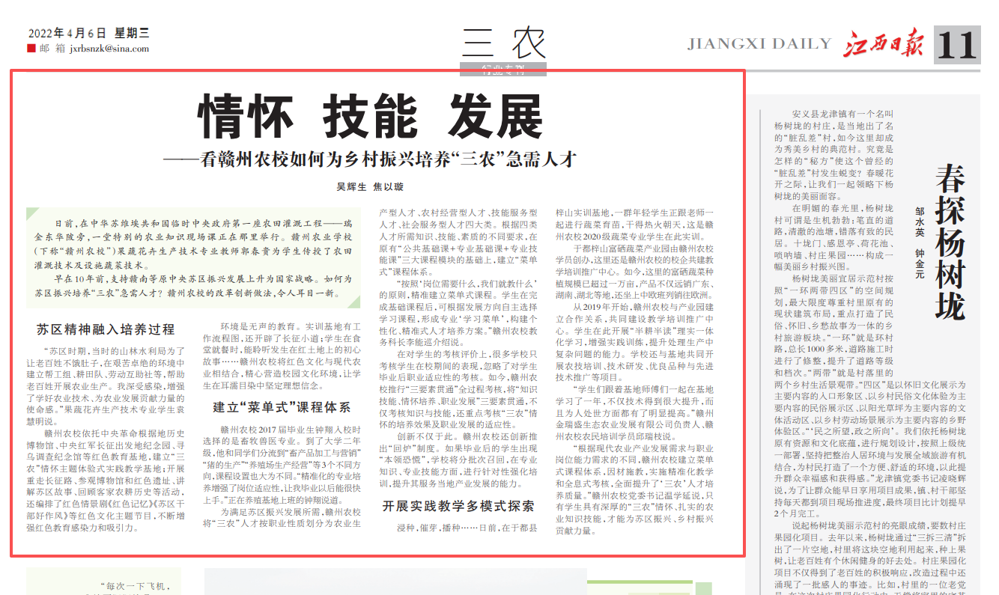 2022年4月6日 星期三
邮 箱 jxrbsnzk@sina.com
三 农
行业专刊
JIANGXI DAILY 江西日报 11
情怀 技能 发展
——看赣州农校如何为乡村振兴培养“三农”急需人才
吴辉生 焦以璇
日前,在中华苏维埃共和国临时中央政府第一座农田灌溉工程——瑞
金东华陂旁,一堂特别的农业知识现场课正在那里举行。赣州农业学校
(下称“赣州农校”)果蔬花卉生产技术专业教师郭春贵为学生传授了农田
灌溉技术及设施蔬菜技术。
早在10年前,支持赣南等原中央苏区振兴发展上升为国家战略。如何为
苏区振兴培养“三农”急需人才?赣州农校的改革创新做法,令人耳目一新。
苏区精神融入培养过程
“苏区时期,当时的山林水利局为了
让老百姓不饿肚子,在艰苦卓绝的环境中
建立帮工组、耕田队、劳动互助社等,帮助
老百姓开展农业生产。我深受感染,增强
了学好农业技术、为农业发展贡献力量的
使命感。”果蔬花卉生产技术专业学生袁
慧明说。
赣州农校依托中央革命根据地历史
博物馆、中央红军长征出发地纪念园、寻
乌调查纪念馆等红色教育基地,建立“三
农”情怀主题体验式实践教学基地;开展
重走长征路、参观博物馆和红色遗址、讲
解苏区故事、回顾客家农耕历史等活动,
还编排了红色情景剧《红色记忆》《苏区干
部好作风》等红色文化主题节目,不断增
强红色教育感染力和吸引力。
环境是无声的教育。实训基地有工
作流程图,还开辟了长征小道;学生在食
堂就餐时,能聆听发生在红土地上的初心
故事……赣州农校将红色文化与现代农
业相结合,精心营造校园文化环境,让学
生在耳濡目染中坚定理想信念。
建立“菜单式”课程体系
赣州农校2017届毕业生钟翔入校时
选择的是畜牧兽医专业。到了大学二年
级,他和同学们分流到“畜产品加工与营销”
“猪的生产”“养殖场生产经营”等3个不同方
向,课程设置也大为不同。“精准化的专业培
养增强了岗位适应性,让我毕业以后能很快
上手。”正在养殖基地上班的钟翔说道。
为满足苏区振兴发展所需,赣州农校
将“三农”人才按职业性质划分为农业生
产型人才、农村经营型人才、技能服务型
人才、社会服务型人才四大类。根据四类
人才所需知识、技能、素质的不同要求,在
原有“公共基础课+专业基础课+专业技
能课”三大课程模块的基础上,建立“菜单
式”课程体系。
“按照‘岗位需要什么,我们就教什么’
的原则,精准建立菜单式课程。学生在完
成基础课程后,可根据发展方向自主选择
学习课程,形成专业‘学习菜单’,构建个
性化、精准式人才培养方案。”赣州农校教
务科长李能巡介绍说。
在对学生的考核评价上,很多学校只
考核学生在校期间的表现,忽略了对学生
毕业后职业适应性的考核。如今,赣州农
校推行“三要素贯通”全过程考核,将“知识
技能、情怀培养、职业发展”三要素贯通,不
仅考核知识与技能,还重点考核“三农”情
怀的培养效果及职业发展的适应性。
创新不仅于此。赣州农校还创新推
出“回炉”制度。如果毕业后的学生出现
“本领恐慌”,学校将分批次召回,在专业
知识、专业技能方面,进行针对性强化培
训,提升其服务当地产业发展的能力。
开展实践教学多模式探索
浸种,催芽,播种……日前,在于都县
梓山实训基地,一群年轻学生正跟老师一
起进行蔬菜育苗,干得热火朝天,这是赣
州农校2020级蔬菜专业学生在此实训。
于都梓山富硒蔬菜产业园由赣州农校
学员创办,这里还是赣州农校的校企共建教
学培训推广中心。如今,这里的富硒蔬菜种
植规模已超过一万亩,产品不仅远销广东、
湖南、湖北等地,还坐上中欧班列销往欧洲。
从2019年开始,赣州农校与产业园建
立合作关系,共同建设教学培训推广中
心。学生在此开展“半耕半读”理实一体
化学习,增强实践训练,提升处理生产中
复杂问题的能力。学校还与基地共同开
展农技培训、技术研发、优良品种与先进
技术推广等项目。
“学生们跟着基地师傅们一起在基地
学习了一年,不仅技术得到很大提升,而
且为人处世方面都有了明显提高。”赣州
金瑞盛生态农业发展有限公司负责人、赣
州农校农民培训学员邱瑞枝说。
“根据现代农业产业发展需求与职业
岗位能力需求的不同,赣州农校建立菜单
式课程体系,因材施教,实施精准化教学
和全息式考核,全面提升了‘三农’人才培
养质量。”赣州农校党委书记温学延说,只
有学生具有深厚的“三农”情怀、扎实的农
业知识技能,才能为苏区振兴、乡村振兴
贡献力量。
春探杨树垅
邹水英 钟金元
安义县龙津镇有一个名叫
杨树垅的村庄,是当地出了名
的“脏乱差”村,如今这里却成
为秀美乡村的典范村。究竟是
怎样的“秘方”使这个曾经的
“脏乱差”村发生蜕变?春暖花
开之际,让我们一起领略下杨
树垅的美丽面容。
在明媚的春光里,杨树垅
村可谓是生机勃勃;笔直的道
路,清澈的池塘,错落有致的民
居。十垅门、感恩亭、荷花池、
唢呐墙、村庄果园……构成一
幅美丽乡村振兴图。
杨树垅美丽宜居示范村按
照“一环两带四区”的空间规
划,最大限度尊重村里原有的
现状建筑布局,重点打造了民
俗、怀旧、乡愁故事为一体的乡
村旅游板块。“一环”就是环村
路,总长1000多米,道路施工时
进行了修整,提升了道路等级
和档次。“两带”就是村落里的
两个乡村生活景观带。“四区”是以怀旧文化展示为
主要内容的人口形象区、以乡村民俗文化体验为主
要内容的民俗展示区、以阳光草坪为主要内容的文
体活动区、以乡村劳动场景展示为主要内容的乡野
体验区。“‘民之所望,政之所向’。我们依托杨树垅
原有资源和文化底蕴,进行规划设计,按照上级统
一部署,坚持把整治人居环境与发展全域旅游有机
结合,为村民打造了一个方便、舒适的环境,以此提
升群众幸福感和获得感。”龙津镇党委书记凌晓辉
说,为了让群众能早日享用项目成果,镇、村干部坚
持每天都到项目现场推进度,最终项目比计划提早
2个月完工。
说起杨树垅美丽示范村的亮眼成绩,要数村庄
果园化项目。去年以来,杨树垅通过“三拆三清”拆
出了一片空地,村里将这块空地利用起来,种上果
树,让老百姓有个休闲健身的好去处。村庄果园化
项目不仅得到了老百姓的积极响应,改造过程中还
涌现了一批感人的事迹。比如,村里的一位老党
“每次一下飞机,